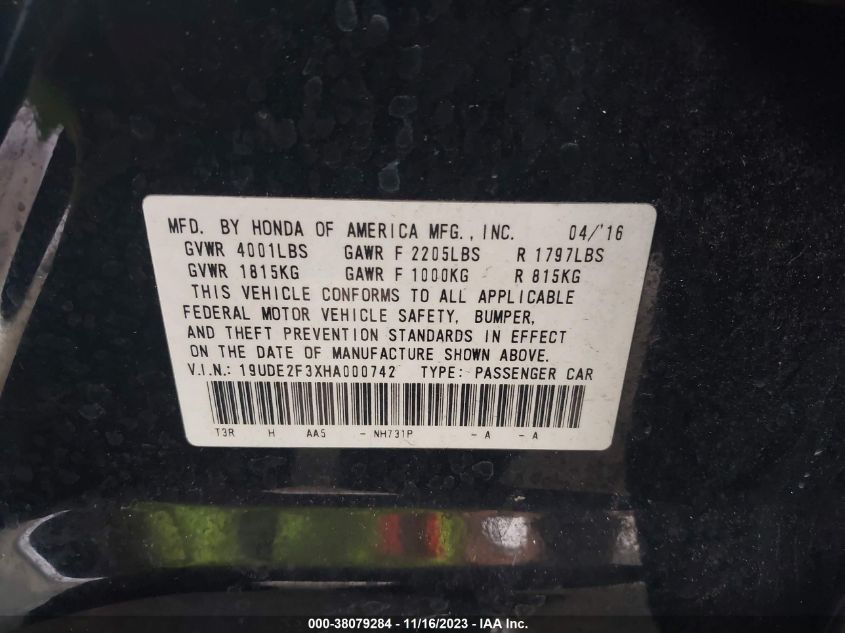 MFD. BY HONDA OF AMERICA MFG., INC. 04/'16
GVWR 4001LBS GAWR F 2205LBS R 1797LBS
GVWR 1815KG GAWR F 1000KG R 815KG
THIS VEHICLE CONFORMS TO ALL APPLICABLE
FEDERAL MOTOR VEHICLE SAFETY, BUMPER,
AND THEFT PREVENTION STANDARDS IN EFFECT
ON THE DATE OF MANUFACTURE SHOWN ABOVE.
V.I.N.: 19UDE2F3XHA000742 TYPE: PASSENGER CAR
T3R H AA5 - NH731P - A - A
000-38079284 - 11/16/2023 - IAA Inc.